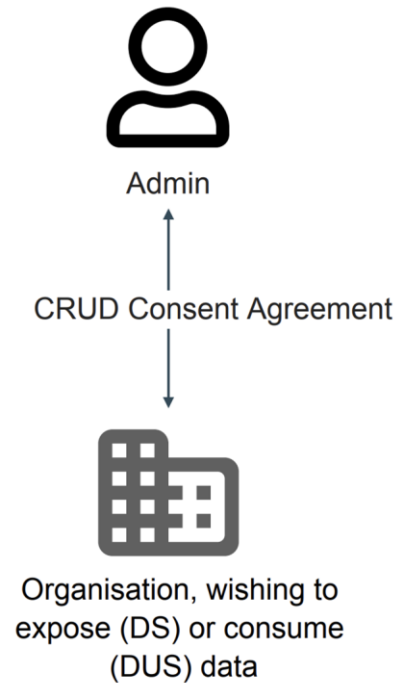 Admin
CRUD Consent Agreement
Organisation, wishing to
expose (DS) or consume
(DUS) data